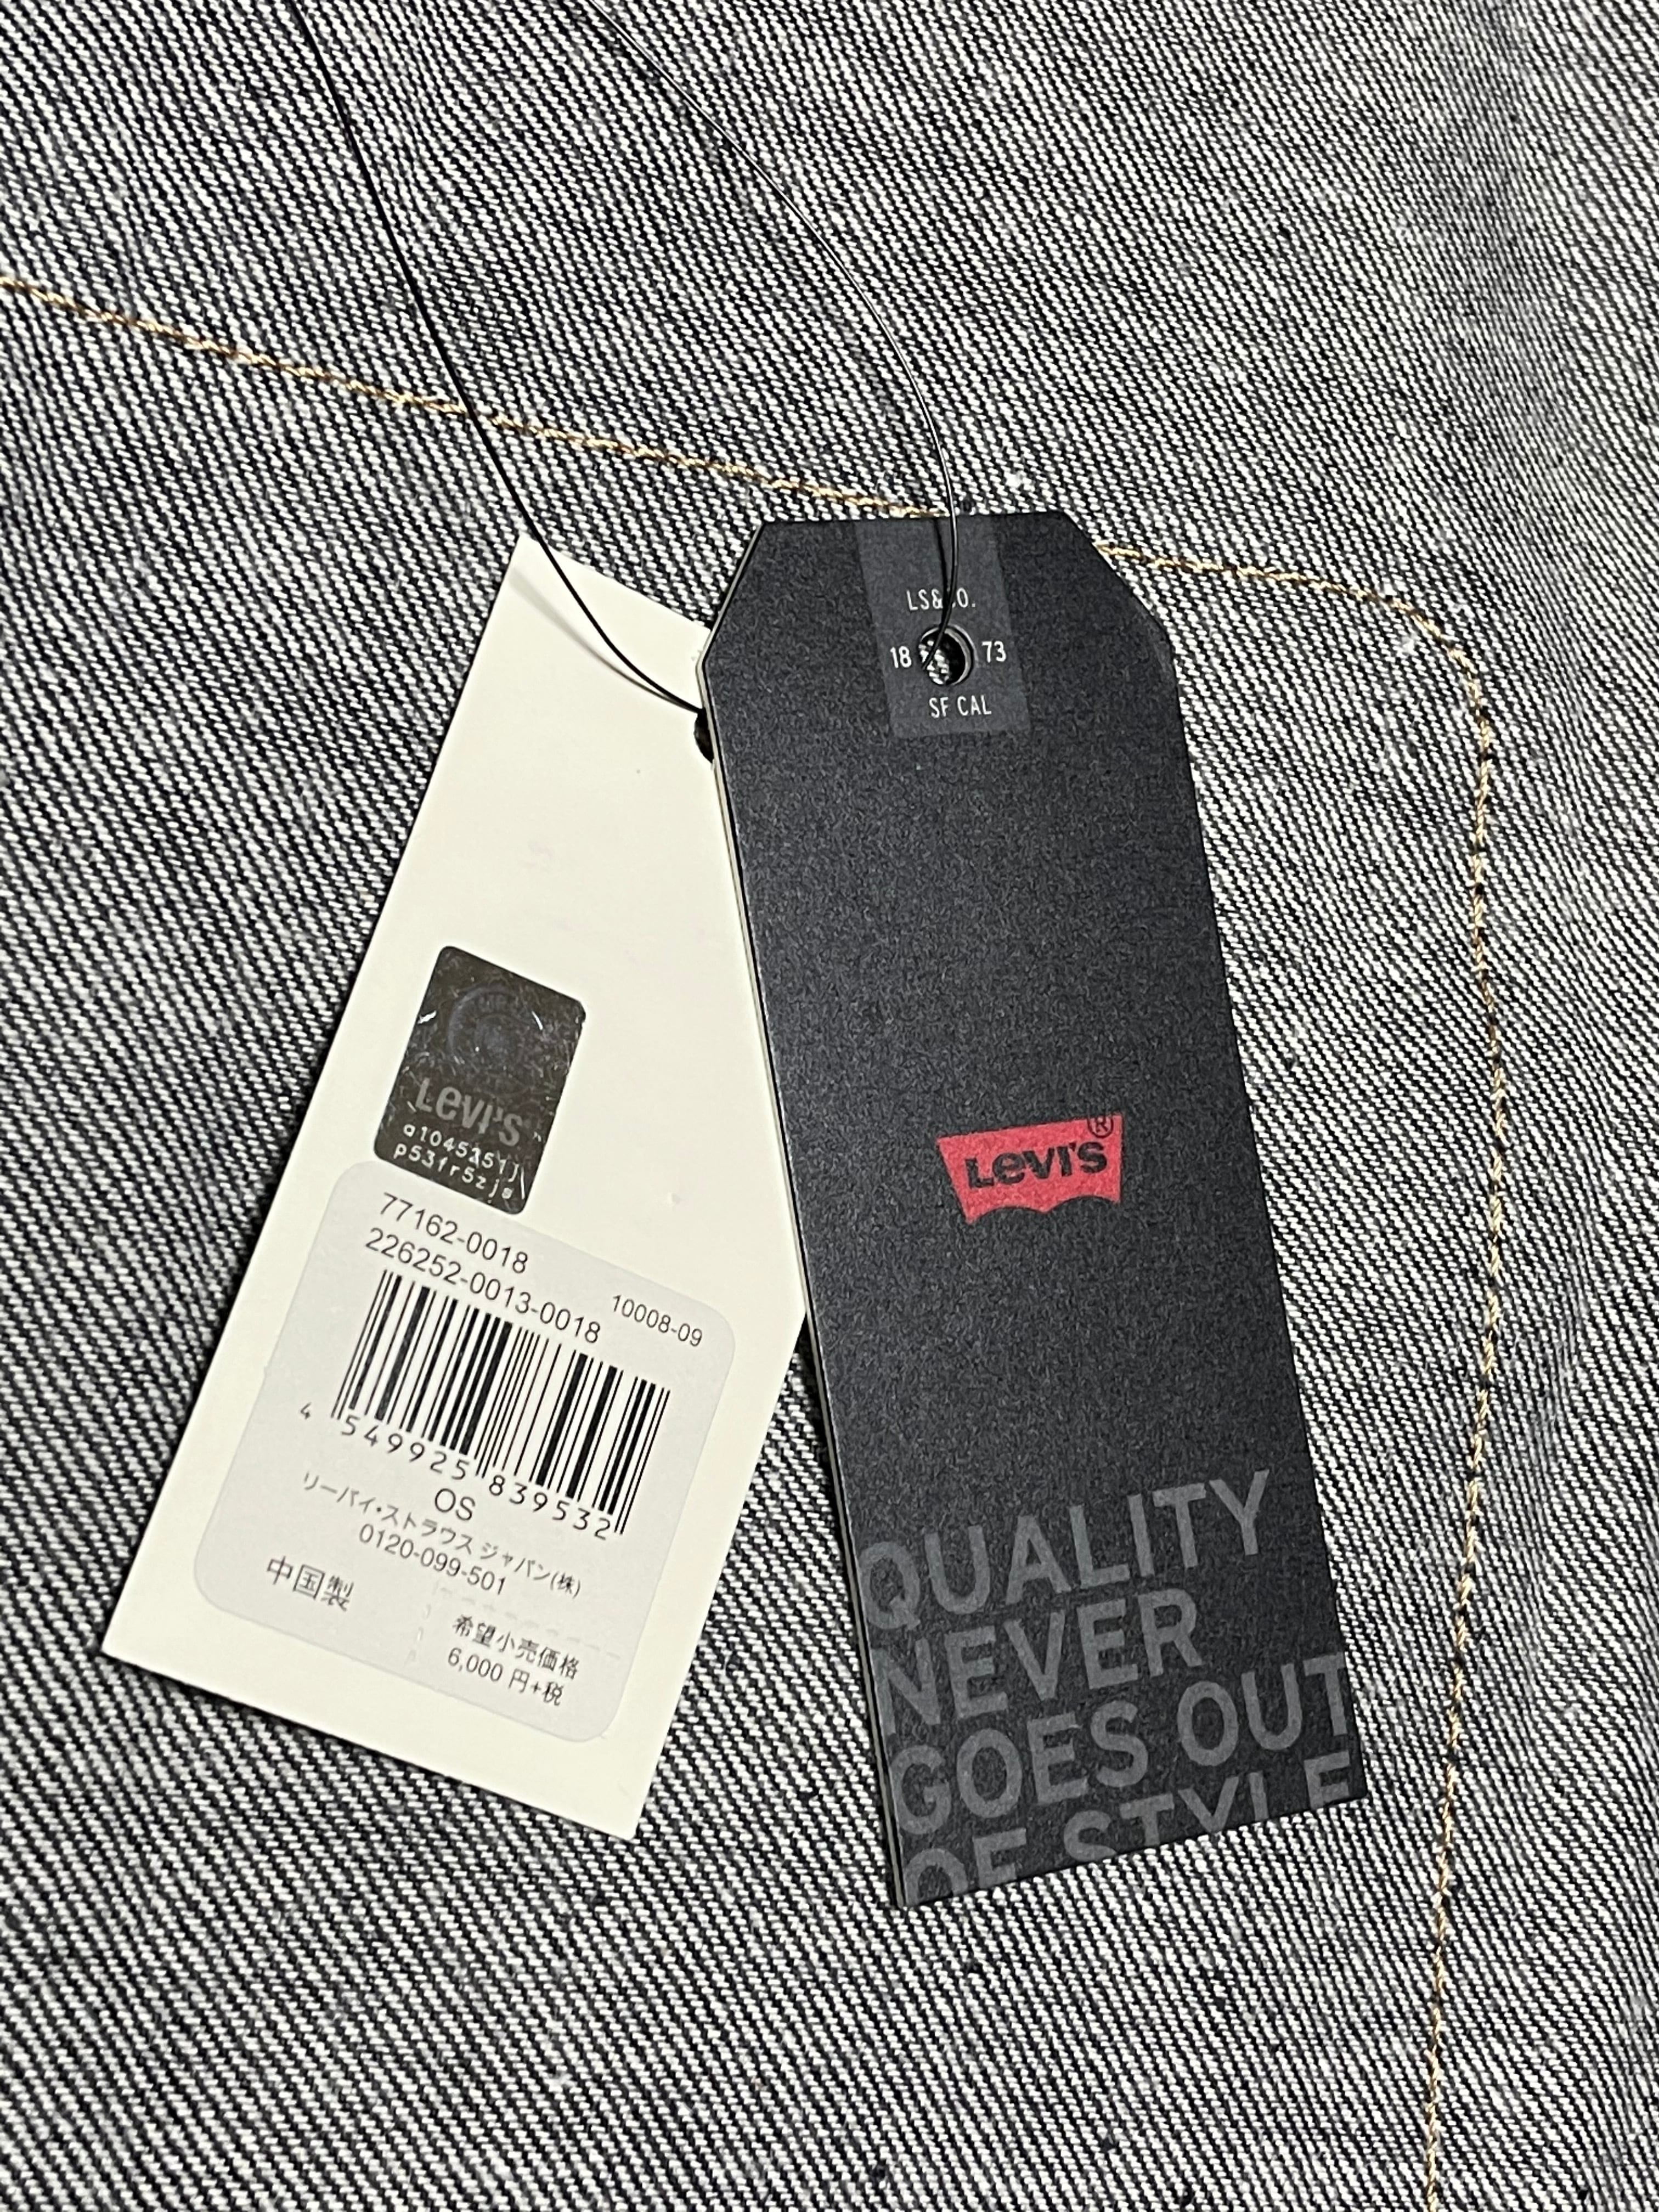 Levi's
77162-0018
226252-0013-0018
10008-09
4 549925 839532
OS
リーバイ・ストラウス ジャパン(株)
0120-099-501
中国製
希望小売価格
6,000 円+税
18 73
SF CAL
Levi's®
QUALITY
NEVER
GOES OUT
OF STYLE